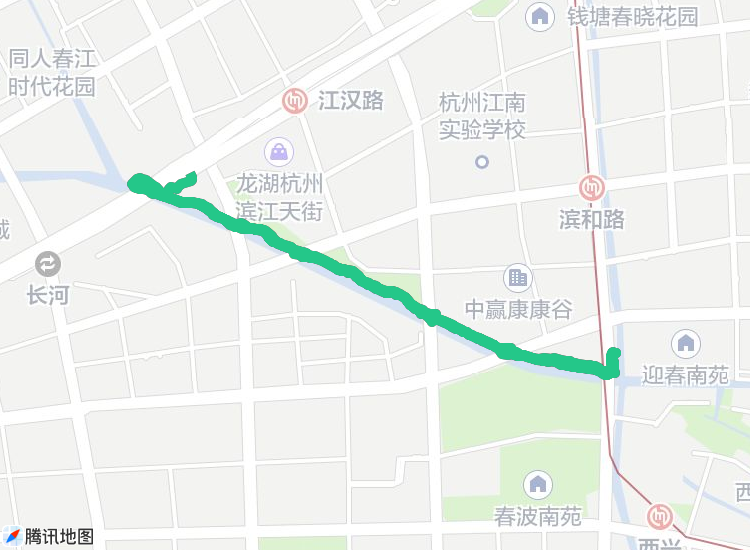 钱塘春晓花园
同人春江
时代花园
江汉路
杭州江南
实验学校
龙湖杭州
滨江天街
滨和路
城
长河
中赢康康谷
迎春南苑
春波南苑
西
西兴
腾讯地图